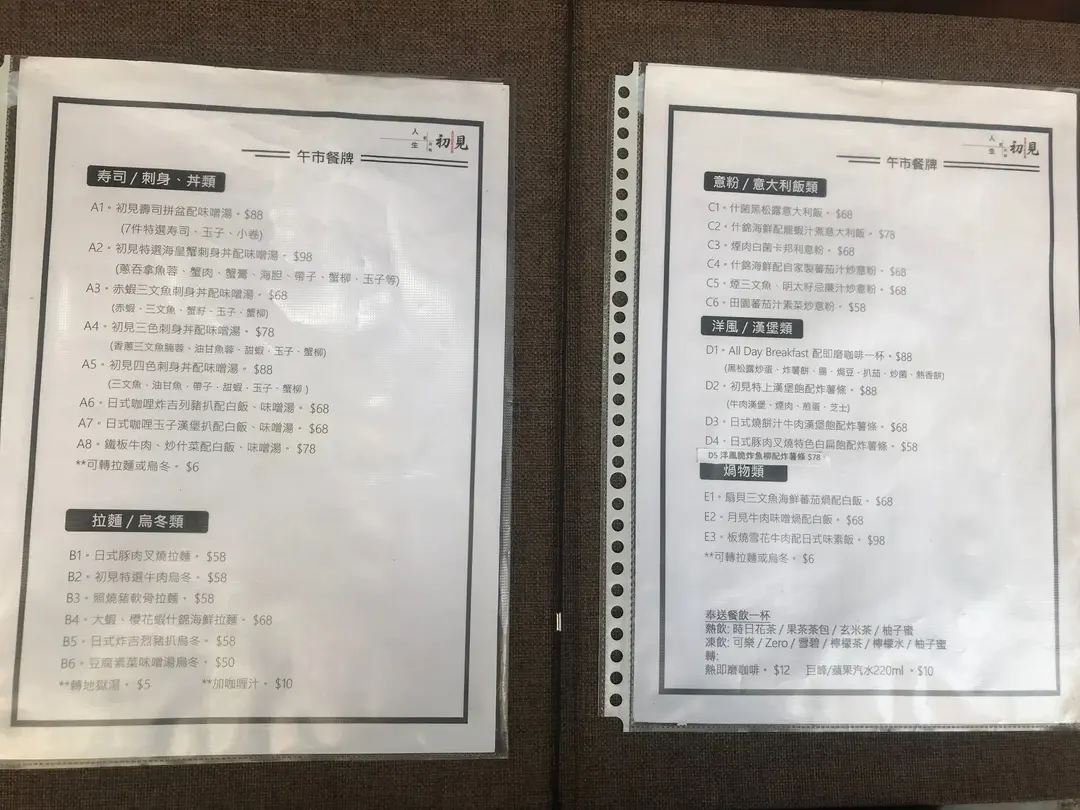 人生 初見
午市餐牌
寿司 / 刺身、丼類
A1。初見壽司拼盆配味噌湯。$88
(7件特選寿司、玉子、小卷)
A2。初見特選海皇蟹刺身丼配味噌湯。$98
(蔥吞拿魚蓉、蟹肉、蟹膏、海胆、帶子、蟹柳、玉子等)
A3。赤蝦三文魚刺身丼配味噌湯。$68
(赤蝦、三文魚、蟹籽、玉子、蟹柳)
A4。初見三色刺身丼配味噌湯。$78
(香蔥三文魚腩蓉、油甘魚蓉、甜蝦、玉子、蟹柳)
A5。初見四色刺身丼配味噌湯。$88
(三文魚、油甘魚、帶子、甜蝦、玉子、蟹柳 )
A6。日式咖哩炸吉列豬扒配白飯、味噌湯。$68
A7。日式咖哩玉子漢堡扒配白飯、味噌湯。$68
A8。鐵板牛肉、炒什菜配白飯、味噌湯。$78
**可轉拉麵或烏冬。$6
拉麵 / 烏冬類
B1。日式豚肉叉燒拉麵。$58
B2。初見特選牛肉烏冬。$58
B3。照燒豬軟骨拉麵。$58
B4。大蝦、櫻花蝦什錦海鮮拉麵。$68
B5。日式炸吉烈豬扒烏冬。$58
B6。豆腐素菜味噌湯烏冬。$50
**轉地獄湯。$5 **加咖喱汁。$10
人生 初見
午市餐牌
意粉 / 意大利飯類
C1。什菌黑松露意大利飯。$68
C2。什錦海鮮配龍蝦汁煮意大利飯。$78
C3。煙肉白菌卡邦利意粉。$68
C4。什錦海鮮配自家製蕃茄汁炒意粉。$68
C5。煙三文魚、明太籽忌廉汁炒意粉。$68
C6。田園蕃茄汁素菜炒意粉。$58
洋風 / 漢堡類
D1。All Day Breakfast 配即磨咖啡一杯。$88
(黑松露炒蛋、炸薯餅、腸、焗豆、扒茄、炒菌、熱香餅)
D2。初見特上漢堡飽配炸薯條。$88
(牛肉漢堡、煙肉、煎蛋、芝士)
D3。日式燒餅汁牛肉漢堡飽配炸薯條。$68
D4。日式豚肉叉燒特色白扁飽配炸薯條。$58
D5 洋風脆炸魚柳配炸薯條 $78
煱物類
E1。扇貝三文魚海鮮蕃茄煱配白飯。$68
E2。月見牛肉味噌煱配白飯。$68
E3。板燒雪花牛肉配日式味素飯。$98
**可轉拉麵或烏冬。$6
奉送餐飲一杯
熱飲: 時日花茶 / 果茶茶包 / 玄米茶 / 柚子蜜
凍飲: 可樂 / Zero / 雪碧 / 檸檬茶 / 檸檬水 / 柚子蜜
轉:
熱即磨咖啡。$12 巨峰/蘋果汽水220ml 。$10